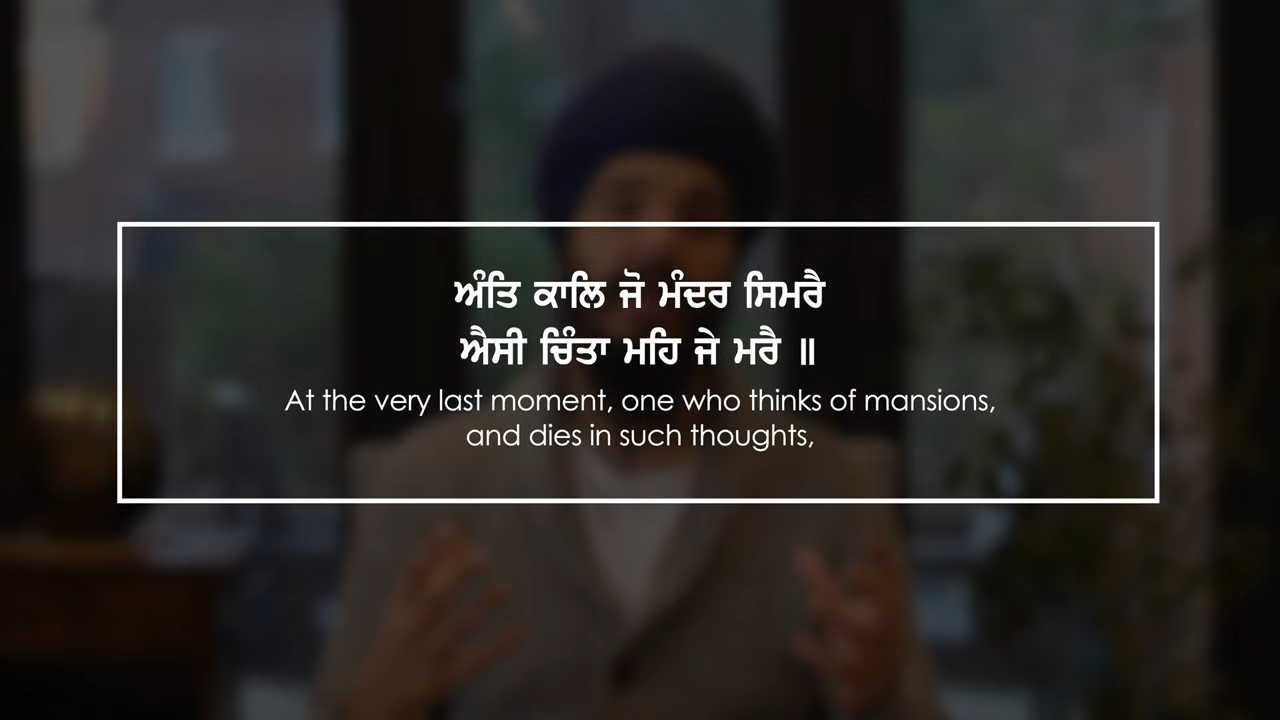 ਅੰਤਿ ਕਾਲਿ ਜੋ ਮੰਦਰ ਸਿਮਰੈ
ਐਸੀ ਚਿੰਤਾ ਮਹਿ ਜੇ ਮਰੈ ॥
At the very last moment, one who thinks of mansions,
and dies in such thoughts,